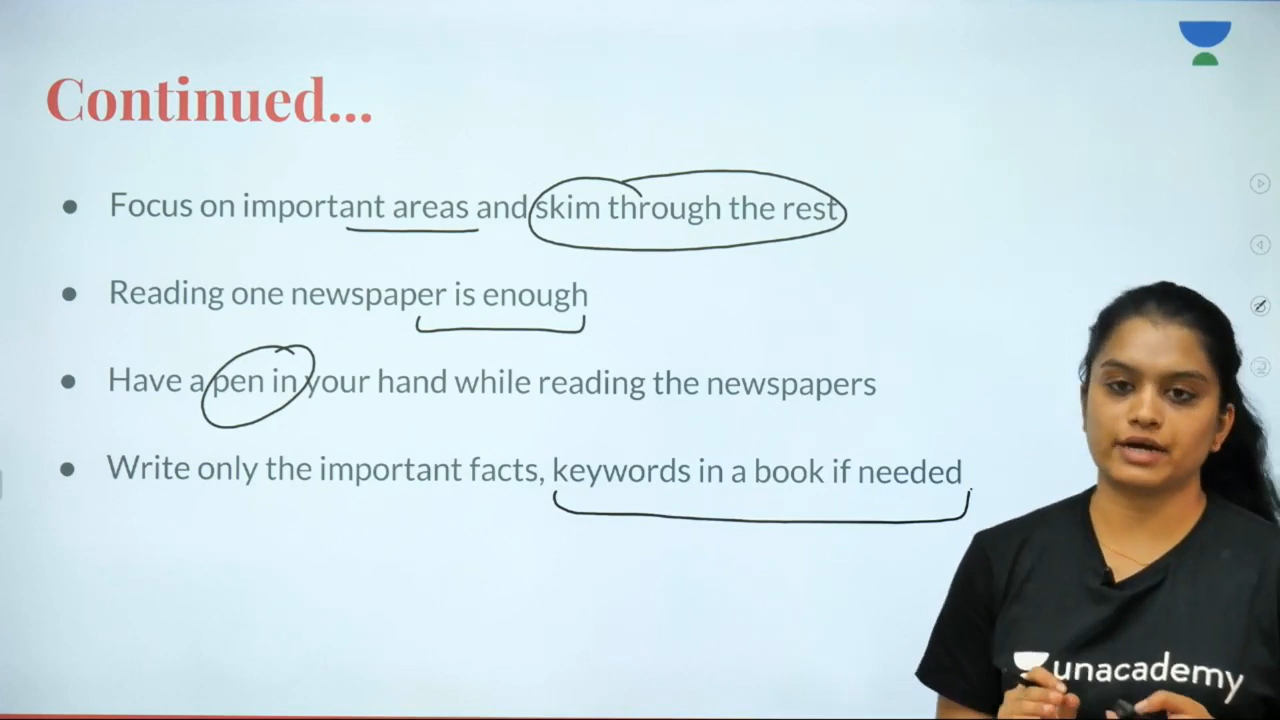 Continued...
• Focus on important areas and skim through the rest
• Reading one newspaper is enough
• Have a pen in your hand while reading the newspapers
• Write only the important facts, keywords in a book if needed
unacademy